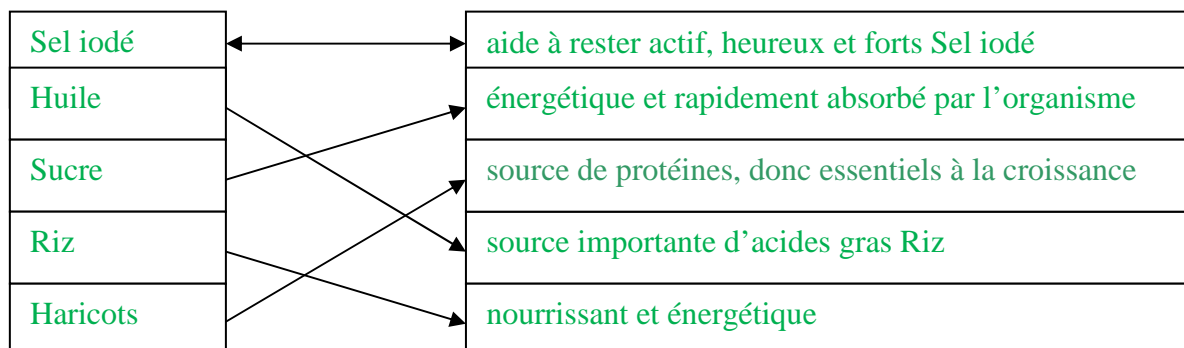 Sel iodé
aide à rester actif, heureux et forts Sel iodé
Huile
énergétique et rapidement absorbé par l’organisme
Sucre
source de protéines, donc essentiels à la croissance
Riz
source importante d’acides gras Riz
Haricots
nourrissant et énergétique